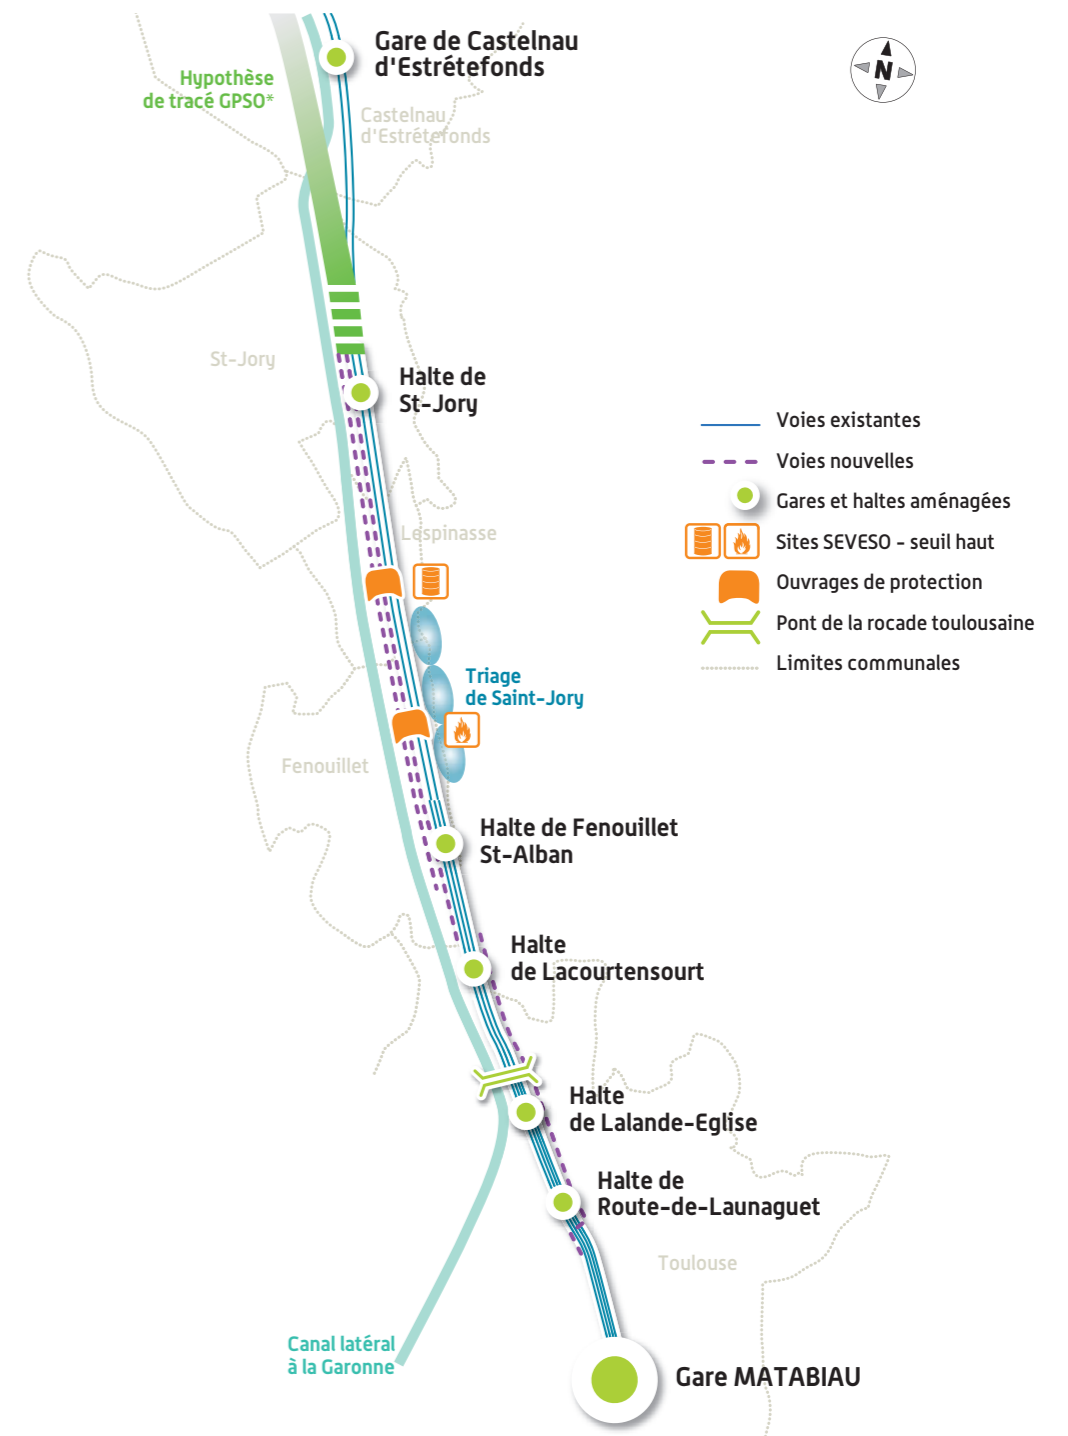 Gare de Castelnau
d'Estrétefonds
N
Hypothèse
de tracé GPSO*
Castelnau
d'Estrétefonds
St-Jory
Halte de
St-Jory
Voies existantes
Voies nouvelles
Gares et haltes aménagées
Sites SEVESO - seuil haut
Ouvrages de protection
Pont de la rocade toulousaine
Limites communales
Lespinasse
Triage
de Saint-Jory
Fenouillet
Halte de Fenouillet
St-Alban
Halte
de Lacourtensourt
Halte
de Lalande-Eglise
Halte de
Route-de-Launaguet
Toulouse
Canal latéral
à la Garonne
Gare MATABIAU